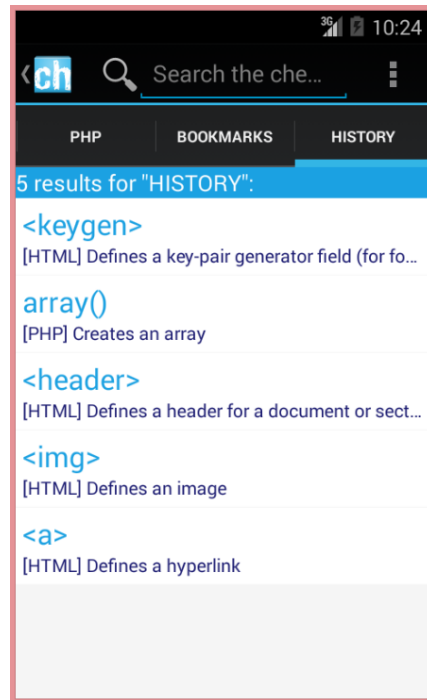 3G 10:24
ch Search the che...
PHP BOOKMARKS HISTORY
5 results for "HISTORY":
<keygen>
[HTML] Defines a key-pair generator field (for fo...
array()
[PHP] Creates an array
<header>
[HTML] Defines a header for a document or sect...
<img>
[HTML] Defines an image
<a>
[HTML] Defines a hyperlink